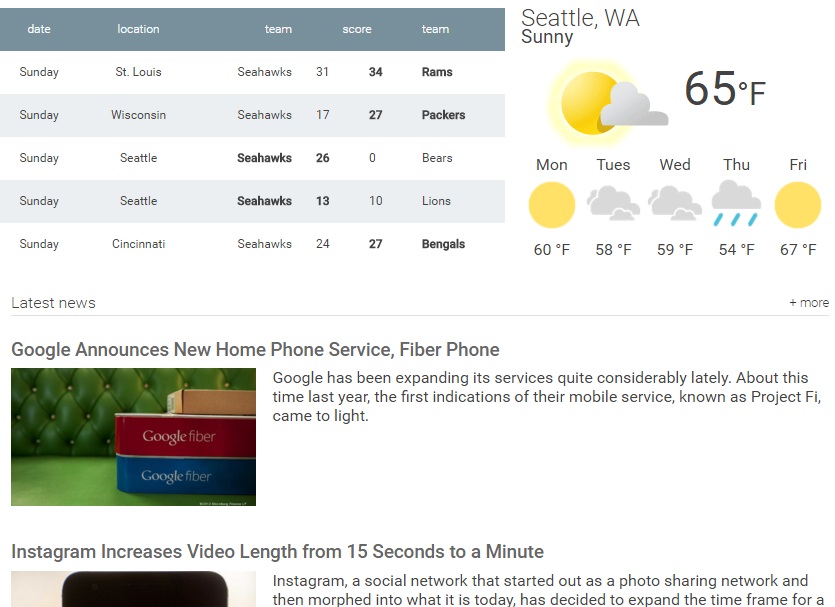 date location team score team
Sunday St. Louis Seahawks 31 34 Rams
Sunday Wisconsin Seahawks 17 27 Packers
Sunday Seattle Seahawks 26 0 Bears
Sunday Seattle Seahawks 13 10 Lions
Sunday Cincinnati Seahawks 24 27 Bengals
Seattle, WA
Sunny
65°F
Mon Tues Wed Thu Fri
60 °F 58 °F 59 °F 54 °F 67 °F
Latest news + more
Google Announces New Home Phone Service, Fiber Phone
Google fiber
Google fiber
Google has been expanding its services quite considerably lately. About this
time last year, the first indications of their mobile service, known as Project Fi,
came to light.
Instagram Increases Video Length from 15 Seconds to a Minute
Instagram, a social network that started out as a photo sharing network and
then morphed into what it is today, has decided to expand the time frame for a